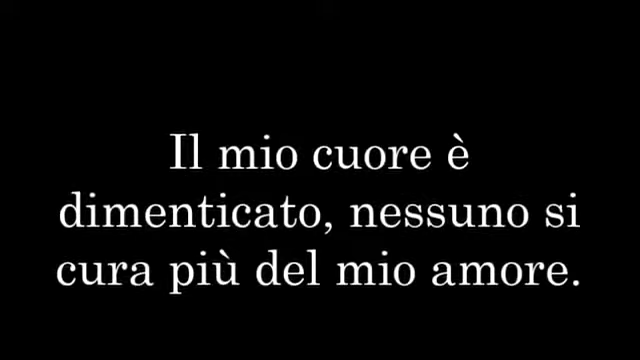 Il mio cuore è
dimenticato, nessuno si
cura più del mio amore.